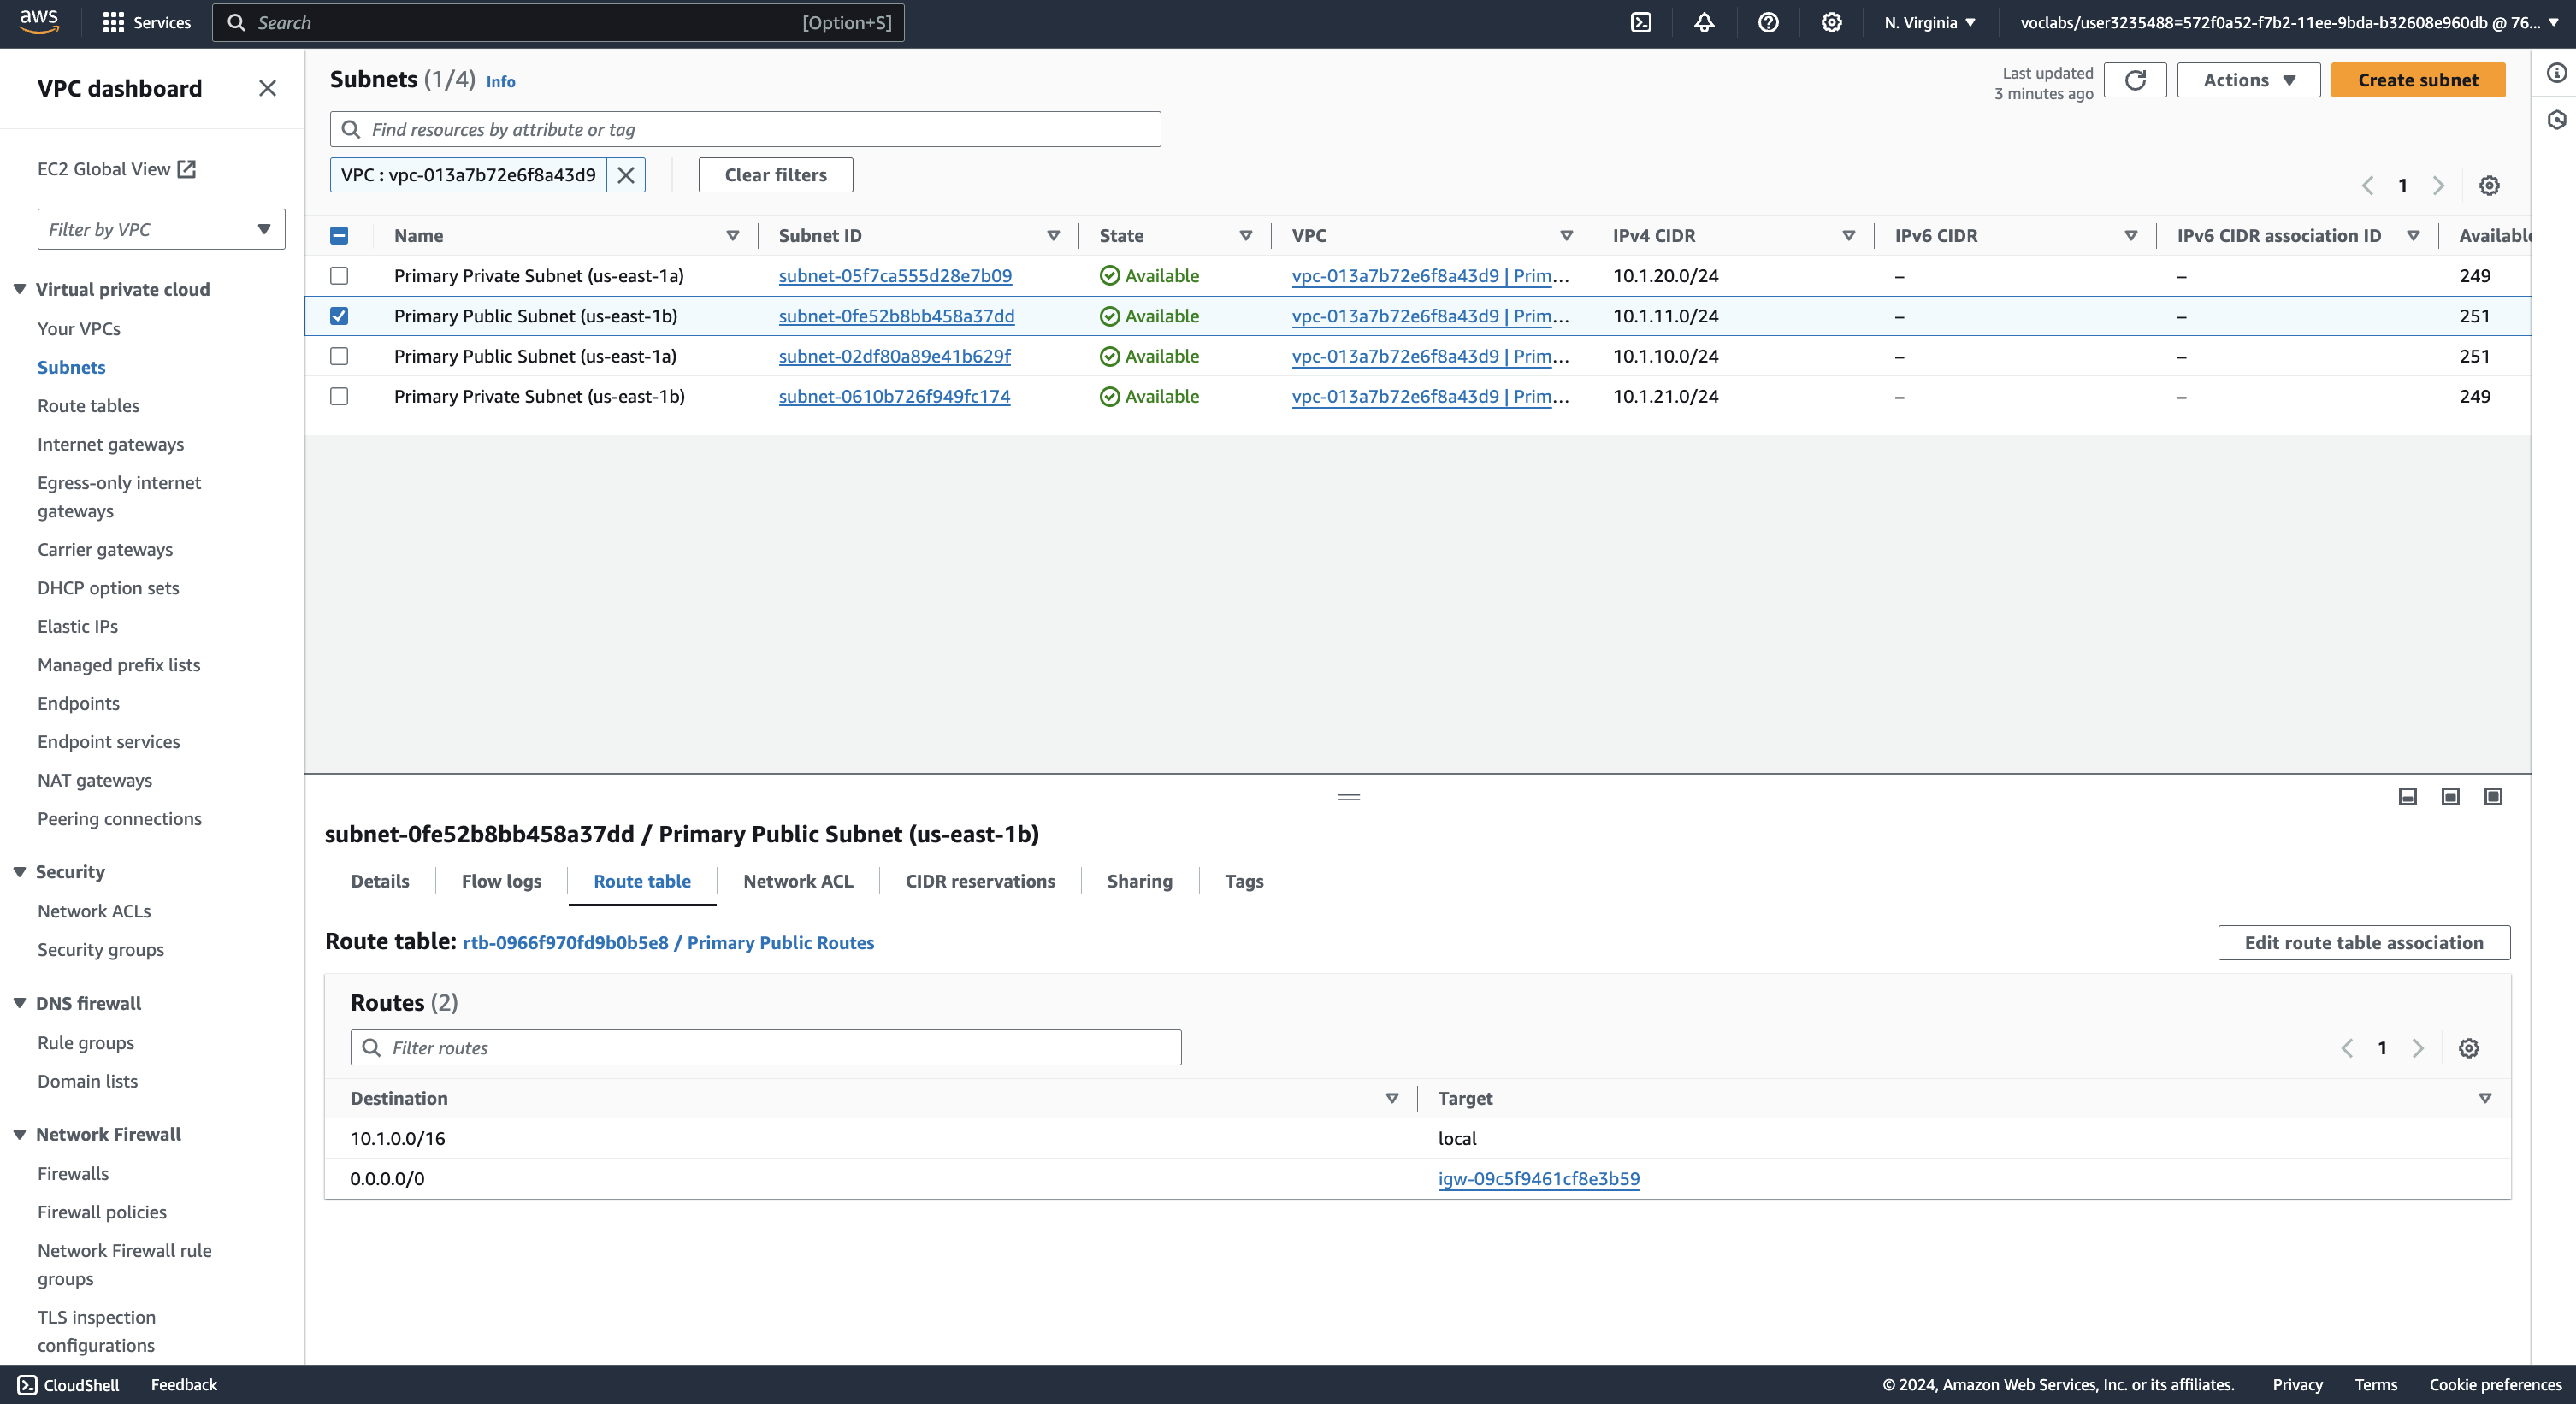 aws
Services
Search
[Option+S]
N. Virginia
voclabs/user3235488=572f0a52-f7b2-11ee-9bda-b32608e960db @ 76...
VPC dashboard
EC2 Global View
Filter by VPC
Virtual private cloud
Your VPCs
Subnets
Route tables
Internet gateways
Egress-only internet
gateways
Carrier gateways
DHCP option sets
Elastic IPs
Managed prefix lists
Endpoints
Endpoint services
NAT gateways
Peering connections
Security
Network ACLs
Security groups
DNS firewall
Rule groups
Domain lists
Network Firewall
Firewalls
Firewall policies
Network Firewall rule
groups
TLS inspection
configurations
Subnets (1/4) Info
Last updated
3 minutes ago
Actions
Create subnet
Find resources by attribute or tag
VPC : vpc-013a7b72e6f8a43d9
Clear filters
1
Name Subnet ID State VPC IPv4 CIDR IPv6 CIDR IPv6 CIDR association ID Available
Primary Private Subnet (us-east-1a) subnet-05f7ca555d28e7b09 Available vpc-013a7b72e6f8a43d9 | Prim... 10.1.20.0/24 – – 249
Primary Public Subnet (us-east-1b) subnet-0fe52b8bb458a37dd Available vpc-013a7b72e6f8a43d9 | Prim... 10.1.11.0/24 – – 251
Primary Public Subnet (us-east-1a) subnet-02df80a89e41b629f Available vpc-013a7b72e6f8a43d9 | Prim... 10.1.10.0/24 – – 251
Primary Private Subnet (us-east-1b) subnet-0610b726f949fc174 Available vpc-013a7b72e6f8a43d9 | Prim... 10.1.21.0/24 – – 249
subnet-0fe52b8bb458a37dd / Primary Public Subnet (us-east-1b)
Details Flow logs Route table Network ACL CIDR reservations Sharing Tags
Route table: rtb-0966f970fd9b0b5e8 / Primary Public Routes
Edit route table association
Routes (2)
Filter routes
1
Destination Target
10.1.0.0/16 local
0.0.0.0/0 igw-09c5f9461cf8e3b59
CloudShell Feedback
© 2024, Amazon Web Services, Inc. or its affiliates. Privacy Terms Cookie preferences